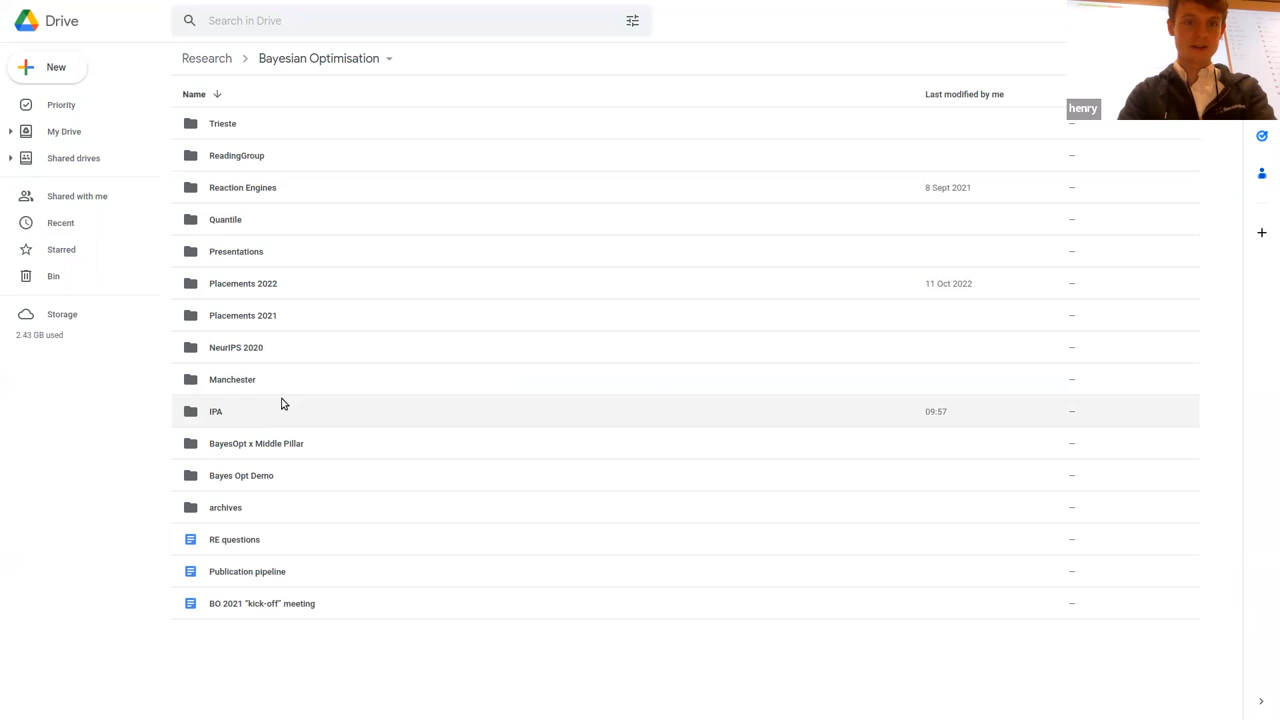 Drive
Search in Drive
henry
New
Research
Bayesian Optimisation
Priority
My Drive
Shared drives
Shared with me
Recent
Starred
Bin
Storage
2.43 GB used
Name
Last modified by me
Trieste
–
ReadingGroup
–
Reaction Engines
8 Sept 2021
–
Quantile
–
Presentations
–
Placements 2022
11 Oct 2022
–
Placements 2021
–
NeurIPS 2020
–
Manchester
–
IPA
09:57
–
BayesOpt x Middle Pillar
–
Bayes Opt Demo
–
archives
–
RE questions
–
Publication pipeline
–
BO 2021 "kick-off" meeting
–